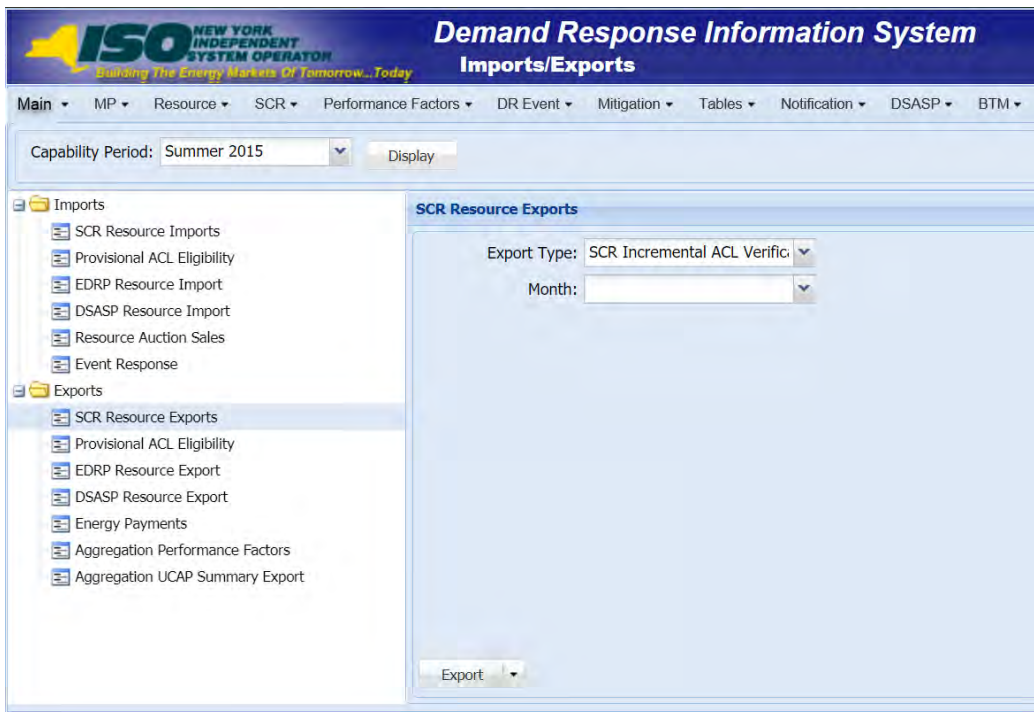 ISO NEW YORK
INDEPENDENT
SYSTEM OPERATOR
Building The Energy Markets Of Tomorrow...Today
Demand Response Information System
Imports/Exports
Main MP Resource SCR Performance Factors DR Event Mitigation Tables Notification DSASP BTM
Capability Period: Summer 2015 Display
Imports
SCR Resource Imports
Provisional ACL Eligibility
EDRP Resource Import
DSASP Resource Import
Resource Auction Sales
Event Response
Exports
SCR Resource Exports
Provisional ACL Eligibility
EDRP Resource Export
DSASP Resource Export
Energy Payments
Aggregation Performance Factors
Aggregation UCAP Summary Export
SCR Resource Exports
Export Type: SCR Incremental ACL Verific
Month:
Export